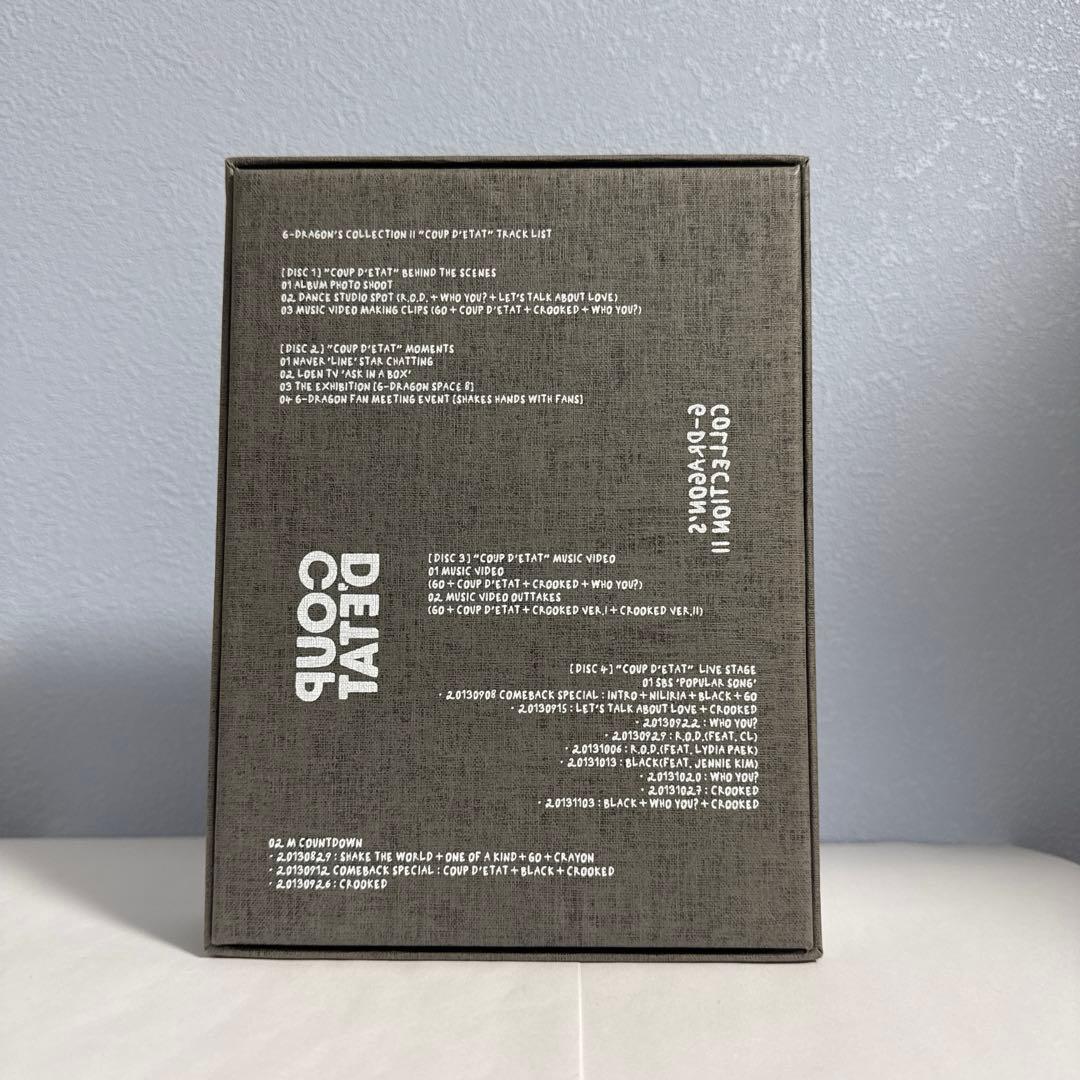 G-DRAGON'S COLLECTION II "COUP D'ETAT" TRACK LIST
[DISC 1] "COUP D'ETAT" BEHIND THE SCENES
01 ALBUM PHOTO SHOOT
02 DANCE STUDIO SPOT (R.O.D. + WHO YOU? + LET'S TALK ABOUT LOVE)
03 MUSIC VIDEO MAKING CLIPS (GO + COUP D'ETAT + CROOKED + WHO YOU?)
[DISC 2] "COUP D'ETAT" MOMENTS
01 NAVER 'LINE' STAR CHATTING
02 LOEN TV 'ASK IN A BOX'
03 THE EXHIBITION [G-DRAGON SPACE 8]
04 G-DRAGON FAN MEETING EVENT [SHAKES HANDS WITH FANS]
G-DRAGON'S
COLLECTION II
COUP
D'ETAT
[DISC 3] "COUP D'ETAT" MUSIC VIDEO
01 MUSIC VIDEO
(GO + COUP D'ETAT + CROOKED + WHO YOU?)
02 MUSIC VIDEO OUTTAKES
(GO + COUP D'ETAT + CROOKED VER.I + CROOKED VER.II)
[DISC 4] "COUP D'ETAT" LIVE STAGE
01 SBS 'POPULAR SONG'
· 20130908 COMEBACK SPECIAL : INTRO + NILIRIA + BLACK + GO
· 20130915 : LET'S TALK ABOUT LOVE + CROOKED
· 20130922 : WHO YOU?
· 20130929 : R.O.D.(FEAT. CL)
· 20131006 : R.O.D.(FEAT. LYDIA PAEK)
· 20131013 : BLACK(FEAT. JENNIE KIM)
· 20131020 : WHO YOU?
· 20131027 : CROOKED
· 20131103 : BLACK + WHO YOU? + CROOKED
02 M COUNTDOWN
· 20130829 : SHAKE THE WORLD + ONE OF A KIND + GO + CRAYON
· 20130912 COMEBACK SPECIAL : COUP D'ETAT + BLACK + CROOKED
· 20130926 : CROOKED